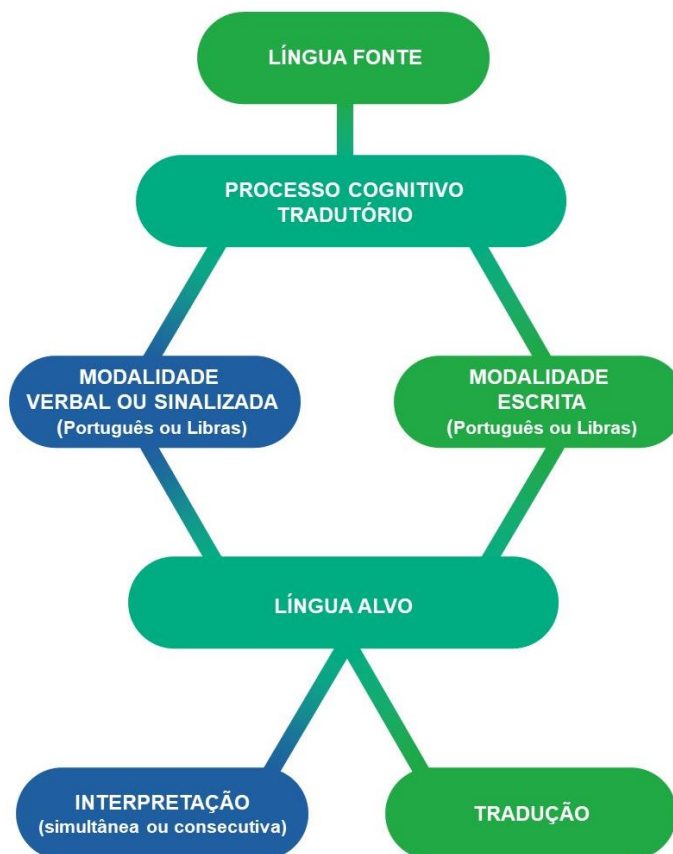 LÍNGUA FONTE
PROCESSO COGNITIVO
TRADUTÓRIO
MODALIDADE
VERBAL OU SINALIZADA
(Português ou Libras)
MODALIDADE
ESCRITA
(Português ou Libras)
LÍNGUA ALVO
INTERPRETAÇÃO
(simultânea ou consecutiva)
TRADUÇÃO